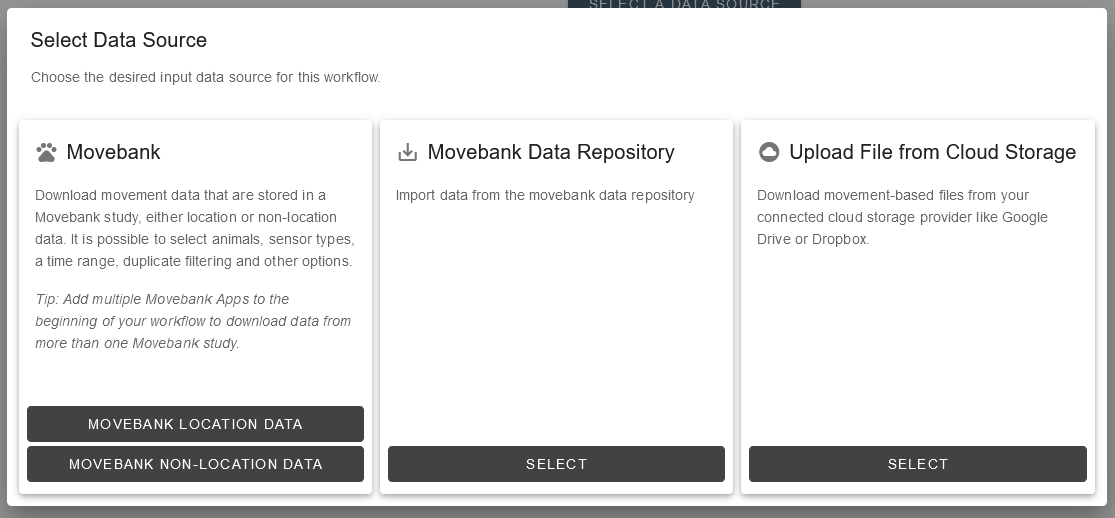 SELECT A DATA SOURCE
Select Data Source
Choose the desired input data source for this workflow.
Movebank
Download movement data that are stored in a
Movebank study, either location or non-location
data. It is possible to select animals, sensor types,
a time range, duplicate filtering and other options.
Tip: Add multiple Movebank Apps to the
beginning of your workflow to download data from
more than one Movebank study.
MOVEBANK LOCATION DATA
MOVEBANK NON-LOCATION DATA
Movebank Data Repository
Import data from the movebank data repository
SELECT
Upload File from Cloud Storage
Download movement-based files from your
connected cloud storage provider like Google
Drive or Dropbox.
SELECT